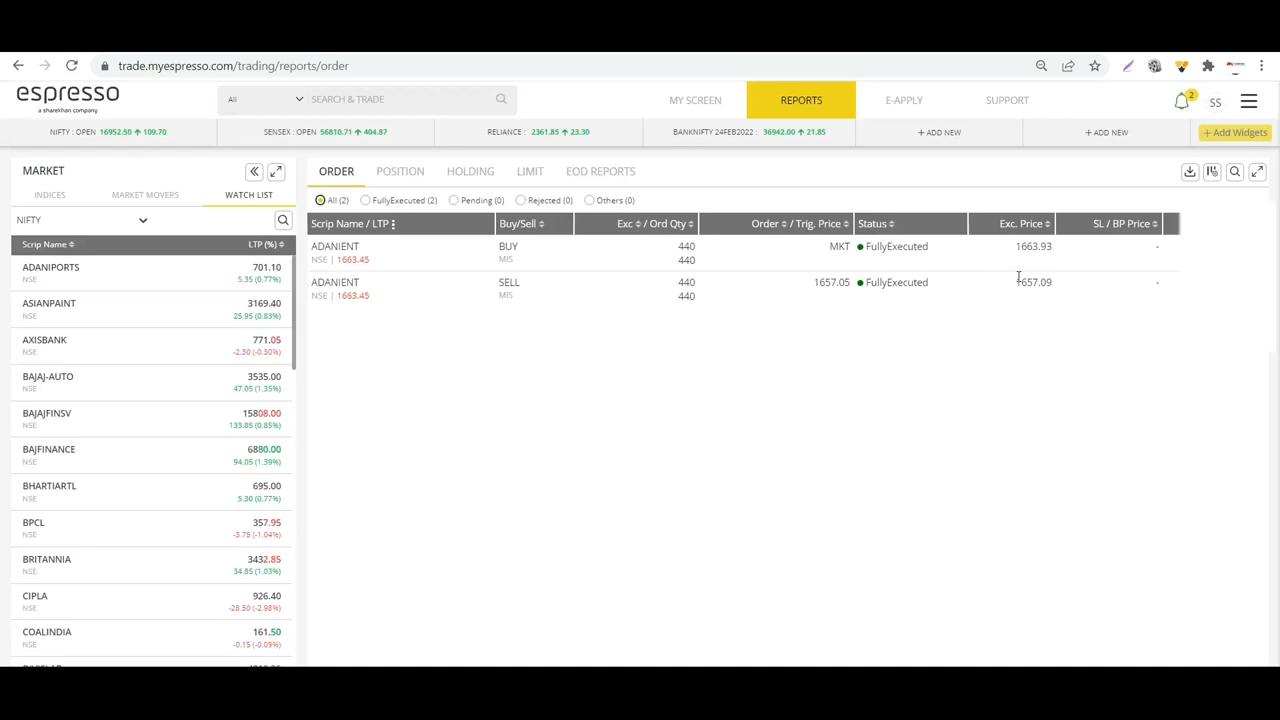 trade.myespresso.com/trading/reports/order
espresso
a sharekhan company
All
SEARCH & TRADE
MY SCREEN
REPORTS
E-APPLY
SUPPORT
2
SS
NIFTY : OPEN 16952.50 ↑ 109.70
SENSEX : OPEN 56810.71 ↑ 404.87
RELIANCE : 2361.85 ↑ 23.30
BANKNIFTY 24FEB2022 : 36942.00 ↑ 21.85
+ ADD NEW
+ ADD NEW
+ Add Widgets
MARKET
INDICES
MARKET MOVERS
WATCH LIST
NIFTY
Scrip Name LTP (%)
ADANIPORTS 701.10
NSE 5.35 (0.77%)
ASIANPAINT 3169.40
NSE 25.95 (0.83%)
AXISBANK 771.05
NSE -2.30 (-0.30%)
BAJAJ-AUTO 3535.00
NSE 47.05 (1.35%)
BAJAJFINSV 15808.00
NSE 133.85 (0.85%)
BAJFINANCE 6880.00
NSE 94.05 (1.39%)
BHARTIARTL 695.00
NSE 5.30 (0.77%)
BPCL 357.95
NSE -3.75 (-1.04%)
BRITANNIA 3432.85
NSE 34.85 (1.03%)
CIPLA 926.40
NSE -28.50 (-2.98%)
COALINDIA 161.50
NSE -0.15 (-0.09%)
ORDER
POSITION
HOLDING
LIMIT
EOD REPORTS
All (2) FullyExecuted (2) Pending (0) Rejected (0) Others (0)
Scrip Name / LTP Buy/Sell Exc / Ord Qty Order / Trig. Price Status Exc. Price SL / BP Price
ADANIENT BUY 440 MKT FullyExecuted 1663.93 -
NSE | 1663.45 MIS 440
ADANIENT SELL 440 1657.05 FullyExecuted 1657.09 -
NSE | 1663.45 MIS 440